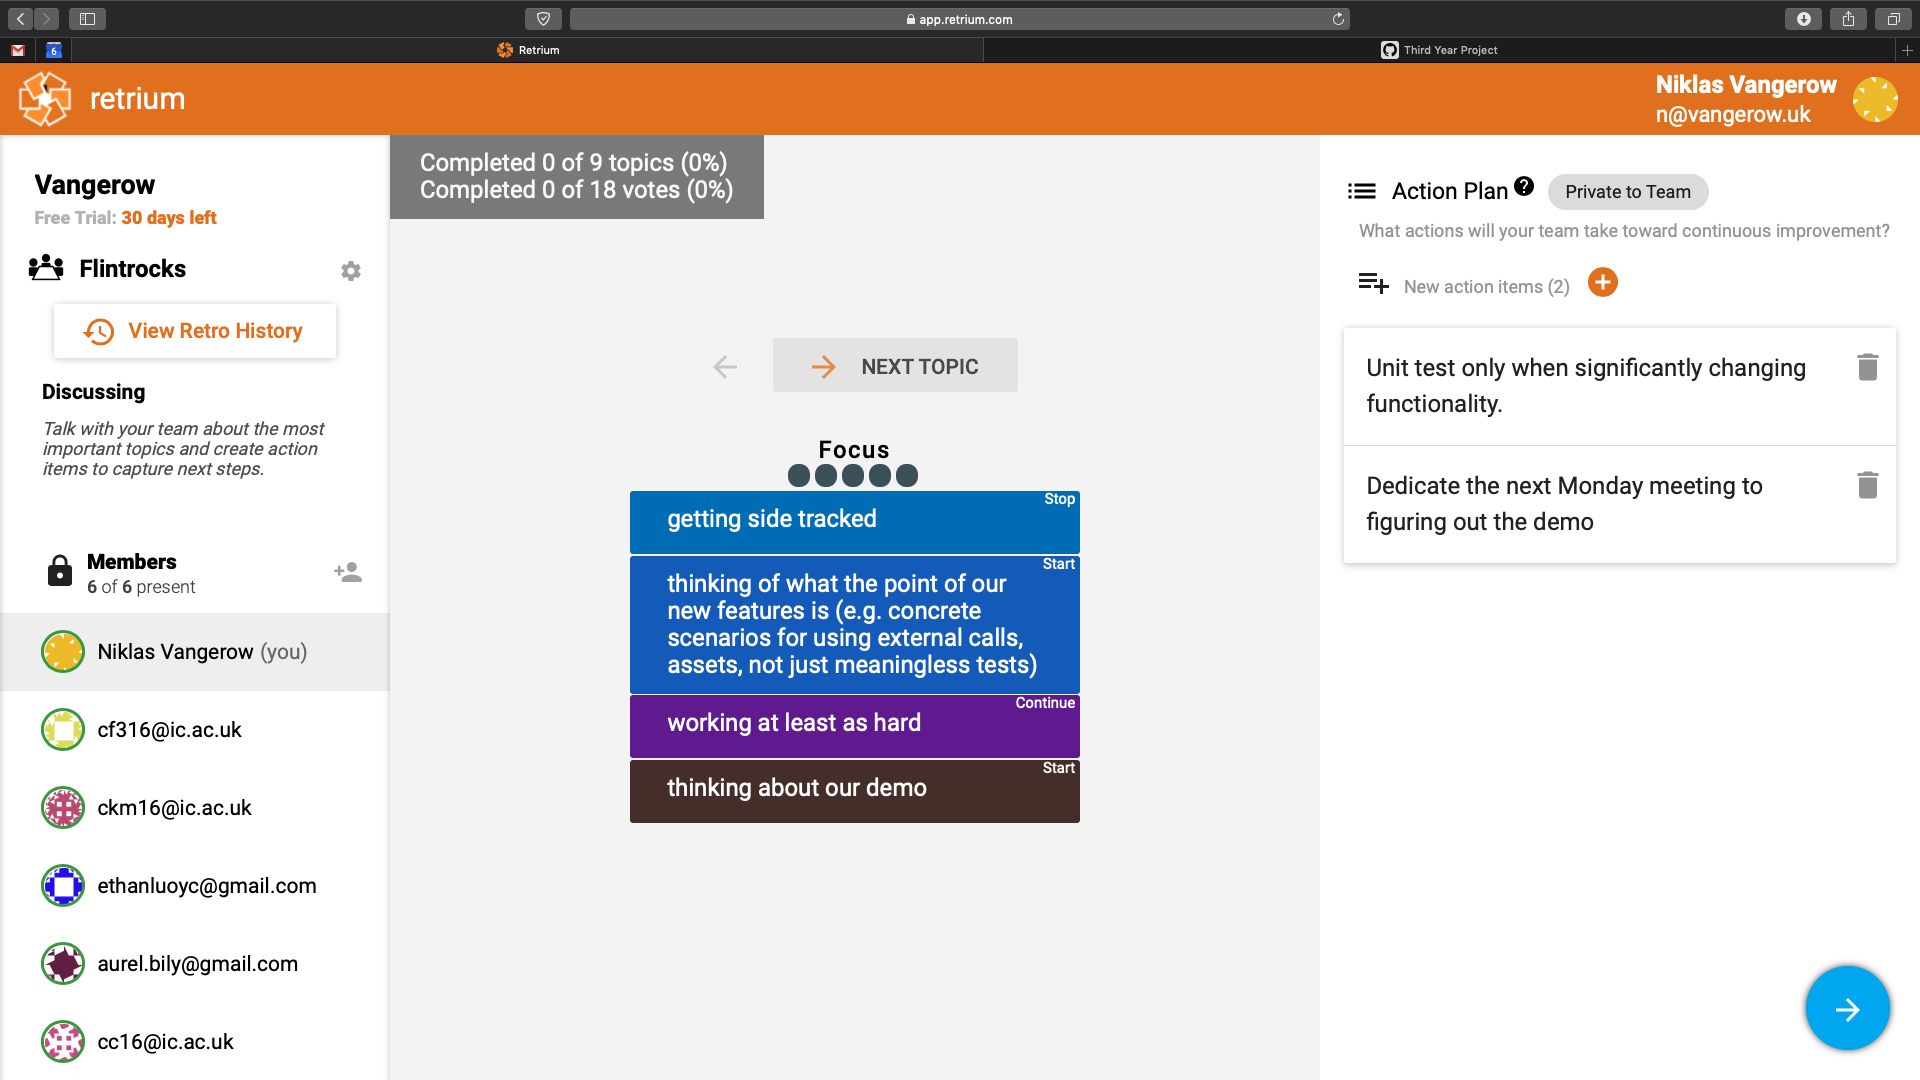 app.retrium.com
6
Retrium
Third Year Project
retrium
Niklas Vangerow
n@vangerow.uk
Vangerow
Free Trial: 30 days left
Flintrocks
View Retro History
Discussing
Talk with your team about the most
important topics and create action
items to capture next steps.
Members
6 of 6 present
Niklas Vangerow (you)
cf316@ic.ac.uk
ckm16@ic.ac.uk
ethanluoyc@gmail.com
aurel.bily@gmail.com
cc16@ic.ac.uk
Completed 0 of 9 topics (0%)
Completed 0 of 18 votes (0%)
NEXT TOPIC
Focus
Stop
getting side tracked
Start
thinking of what the point of our
new features is (e.g. concrete
scenarios for using external calls,
assets, not just meaningless tests)
Continue
working at least as hard
Start
thinking about our demo
Action Plan ?
Private to Team
What actions will your team take toward continuous improvement?
New action items (2)
Unit test only when significantly changing
functionality.
Dedicate the next Monday meeting to
figuring out the demo